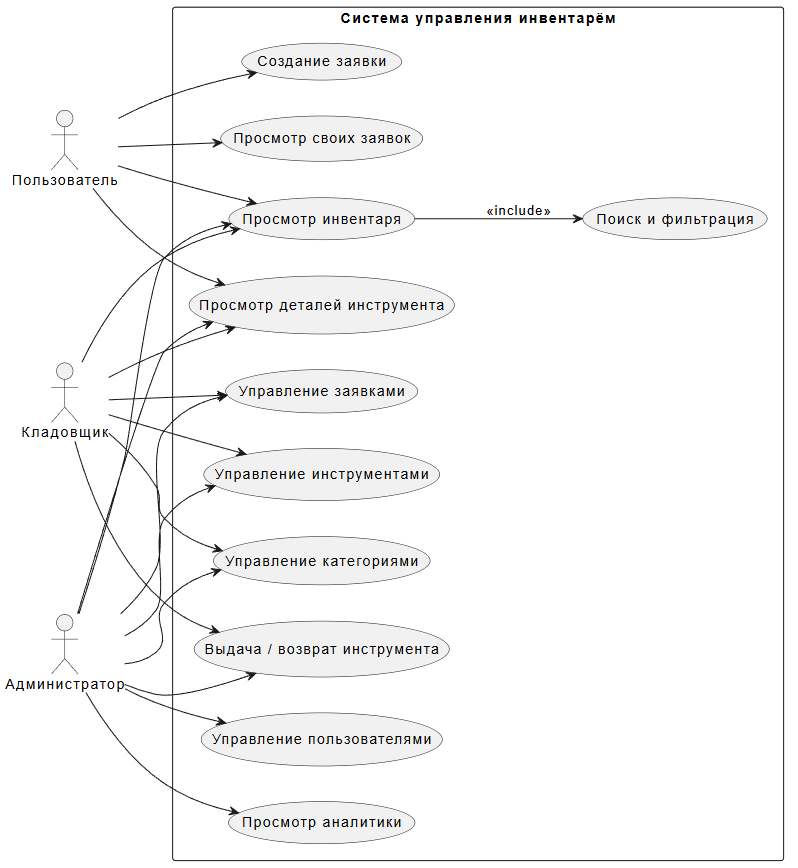 Система управления инвентарём
Создание заявки
Просмотр своих заявок
Пользователь
Просмотр инвентаря
«include»
Поиск и фильтрация
Просмотр деталей инструмента
Управление заявками
Кладовщик
Управление инструментами
Управление категориями
Выдача / возврат инструмента
Администратор
Управление пользователями
Просмотр аналитики